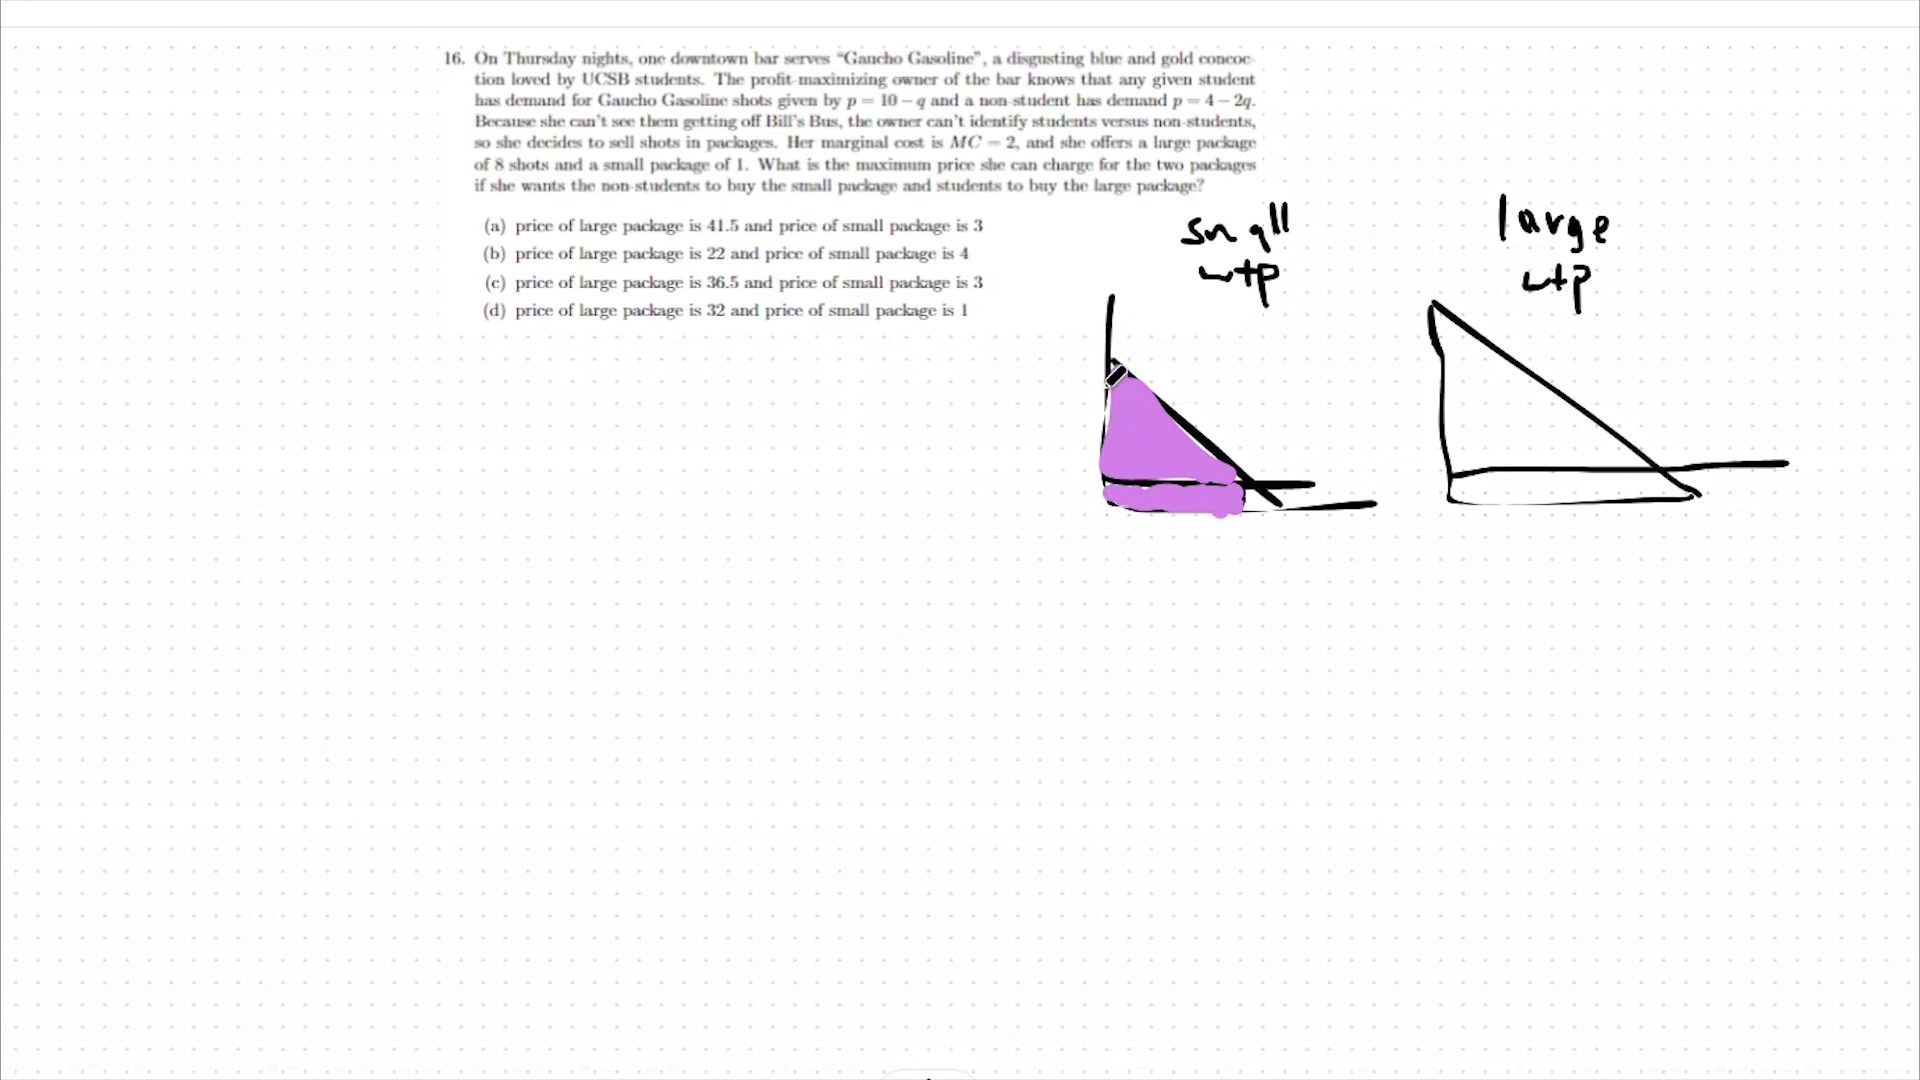 16. On Thursday nights, one downtown bar serves "Gaucho Gasoline", a disgusting blue and gold concoc-
tion loved by UCSB students. The profit-maximizing owner of the bar knows that any given student
has demand for Gaucho Gasoline shots given by p = 10 − q and a non-student has demand p = 4 − 2q.
Because she can't see them getting off Bill's Bus, the owner can't identify students versus non-students,
so she decides to sell shots in packages. Her marginal cost is MC = 2, and she offers a large package
of 8 shots and a small package of 1. What is the maximum price she can charge for the two packages
if she wants the non-students to buy the small package and students to buy the large package?
(a) price of large package is 41.5 and price of small package is 3
(b) price of large package is 22 and price of small package is 4
(c) price of large package is 36.5 and price of small package is 3
(d) price of large package is 32 and price of small package is 1
small
wtp
large
wtp